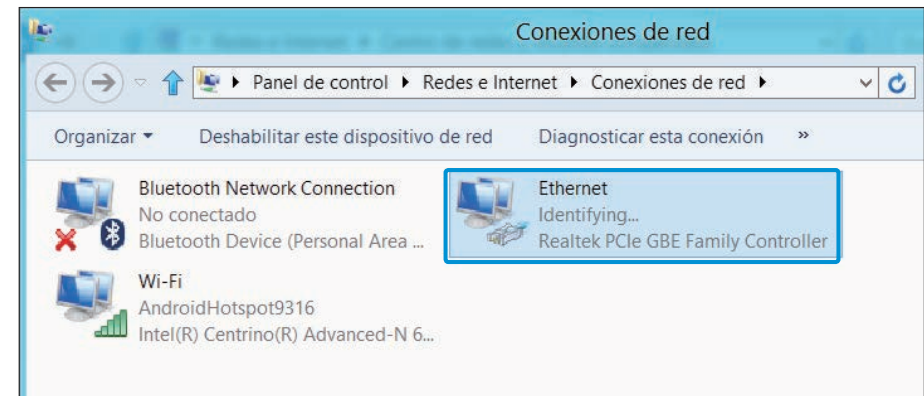 Conexiones de red
Panel de control Redes e Internet Conexiones de red
Organizar Deshabilitar este dispositivo de red Diagnosticar esta conexión »
Bluetooth Network Connection
No conectado
Bluetooth Device (Personal Area ...
Ethernet
Identifying...
Realtek PCIe GBE Family Controller
Wi-Fi
AndroidHotspot9316
Intel(R) Centrino(R) Advanced-N 6...